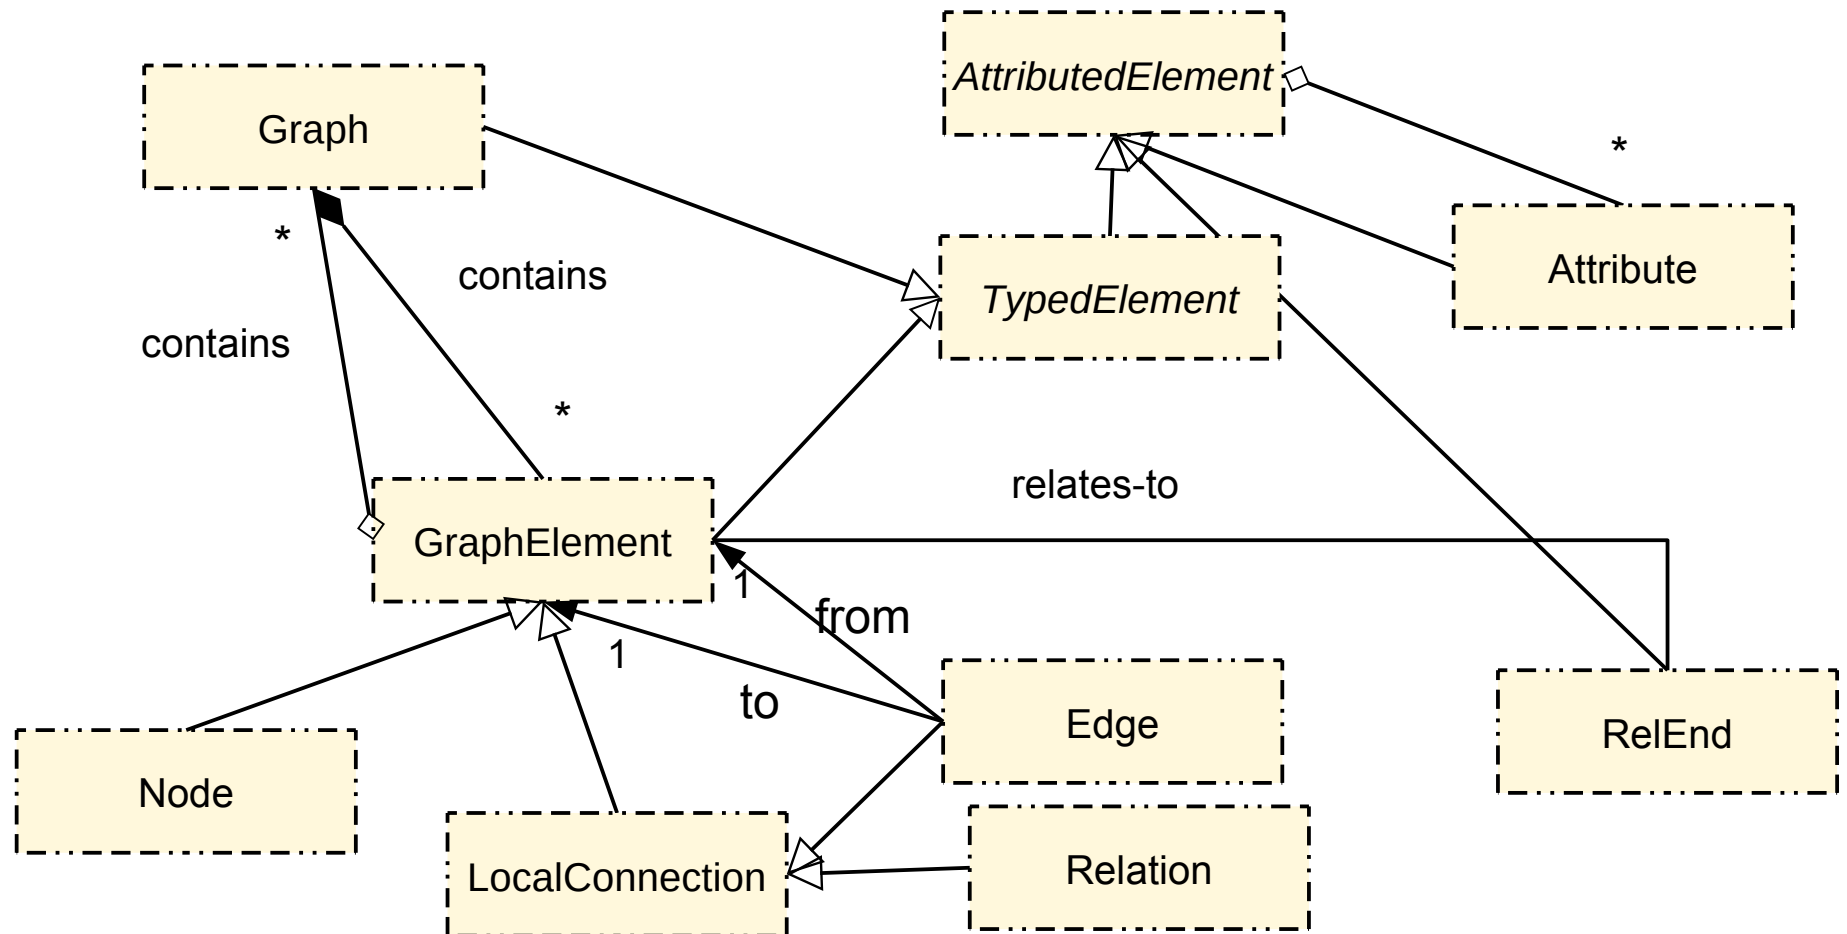 AttributedElement
Graph
*
*
contains
Attribute
TypedElement
contains
*
relates-to
GraphElement
1
from
1
to
Edge
RelEnd
Node
Relation
LocalConnection